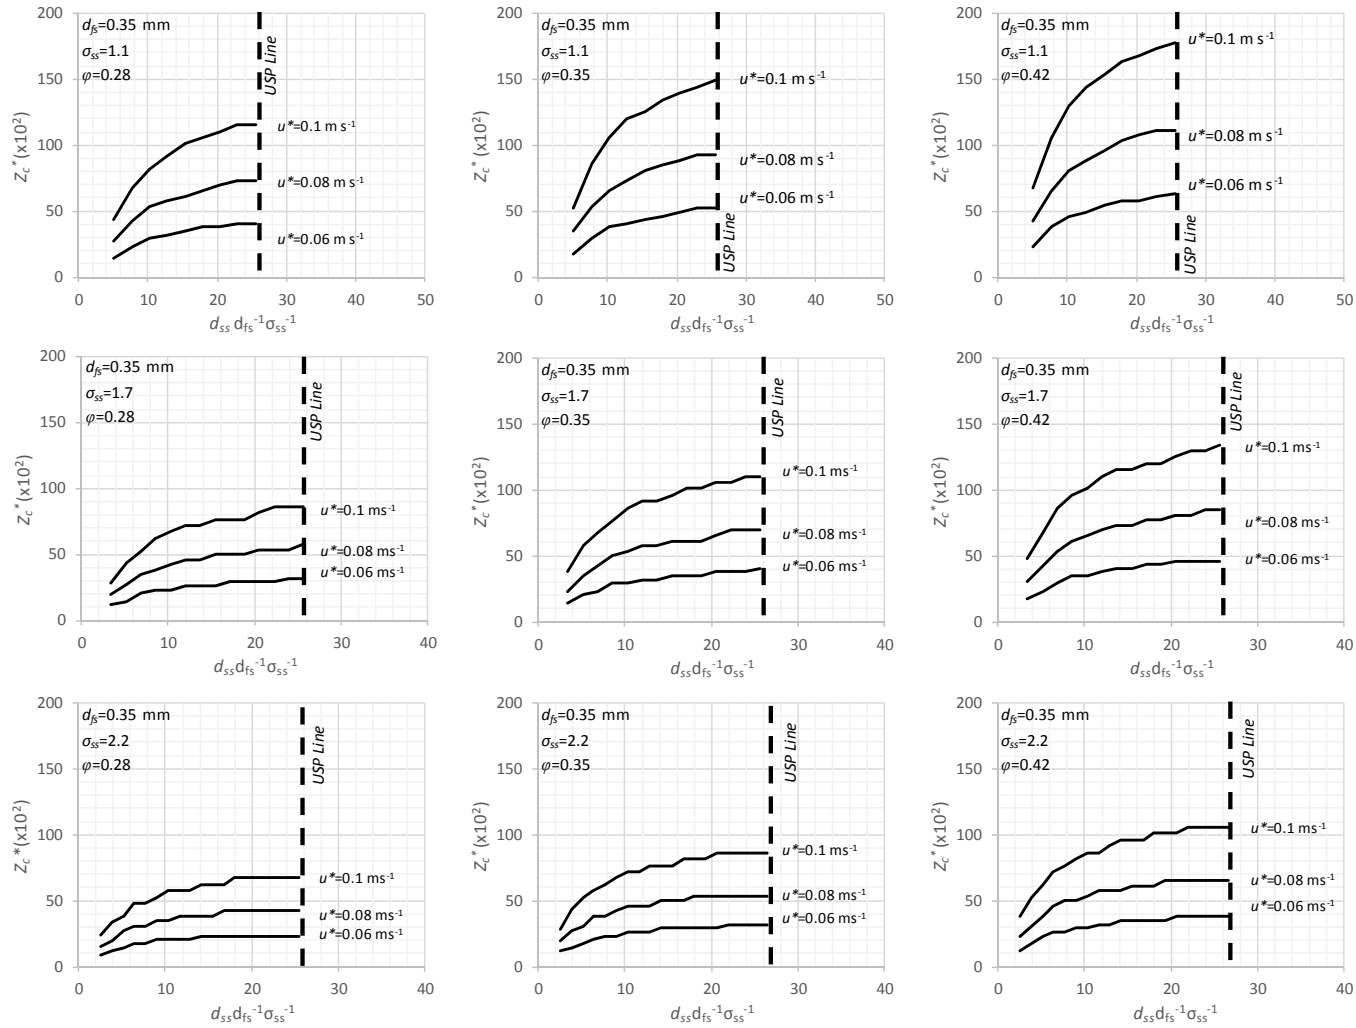 d_fs=0.35 mm
σ_ss=1.1
φ=0.28
USP Line
u*=0.1 m s⁻¹
u*=0.08 m s⁻¹
u*=0.06 m s⁻¹
Z_c* (x10²)
200
150
100
50
0
0 10 20 30 40 50
d_ss d_fs⁻¹σ_ss⁻¹
d_fs=0.35 mm
σ_ss=1.1
φ=0.35
u*=0.1 m s⁻¹
u*=0.08 m s⁻¹
u*=0.06 m s⁻¹
USP Line
Z_c* (x10²)
200
150
100
50
0
0 10 20 30 40 50
d_ss d_fs⁻¹σ_ss⁻¹
d_fs=0.35 mm
σ_ss=1.1
φ=0.42
u*=0.1 m s⁻¹
u*=0.08 m s⁻¹
u*=0.06 m s⁻¹
USP Line
Z_c* (x10²)
200
150
100
50
0
0 10 20 30 40 50
d_ss d_fs⁻¹σ_ss⁻¹
d_fs=0.35 mm
σ_ss=1.7
φ=0.28
USP Line
u*=0.1 ms⁻¹
u*=0.08 ms⁻¹
u*=0.06 ms⁻¹
Z_c* (x10²)
200
150
100
50
0
0 10 20 30 40
d_ss d_fs⁻¹σ_ss⁻¹
d_fs=0.35 mm
σ_ss=1.7
φ=0.35
USP Line
u*=0.1 ms⁻¹
u*=0.08 ms⁻¹
u*=0.06 ms⁻¹
Z_c* (x10²)
200
150
100
50
0
0 10 20 30 40
d_ss d_fs⁻¹σ_ss⁻¹
d_fs=0.35 mm
σ_ss=1.7
φ=0.42
USP Line
u*=0.1 ms⁻¹
u*=0.08 ms⁻¹
u*=0.06 ms⁻¹
Z_c* (x10²)
200
150
100
50
0
0 10 20 30 40
d_ss d_fs⁻¹σ_ss⁻¹
d_fs=0.35 mm
σ_ss=2.2
φ=0.28
USP Line
u*=0.1 ms⁻¹
u*=0.08 ms⁻¹
u*=0.06 ms⁻¹
Z_c* (x10²)
200
150
100
50
0
0 10 20 30 40
d_ss d_fs⁻¹σ_ss⁻¹
d_fs=0.35 mm
σ_ss=2.2
φ=0.35
USP Line
u*=0.1 ms⁻¹
u*=0.08 ms⁻¹
u*=0.06 ms⁻¹
Z_c* (x10²)
200
150
100
50
0
0 10 20 30 40
d_ss d_fs⁻¹σ_ss⁻¹
d_fs=0.35 mm
σ_ss=2.2
φ=0.42
USP Line
u*=0.1 ms⁻¹
u*=0.08 ms⁻¹
u*=0.06 ms⁻¹
Z_c* (x10²)
200
150
100
50
0
0 10 20 30 40
d_ss d_fs⁻¹σ_ss⁻¹